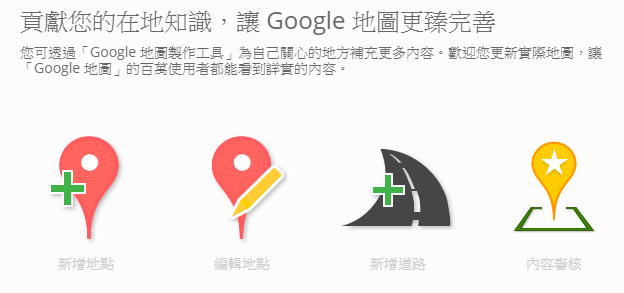 貢獻您的在地知識，讓 Google 地圖更臻完善
您可透過「Google 地圖製作工具」為自己關心的地方補充更多內容。歡迎您更新實際地圖，讓
「Google 地圖」的百萬使用者都能看到詳實的內容。
新增地點
編輯地點
新增道路
內容審核